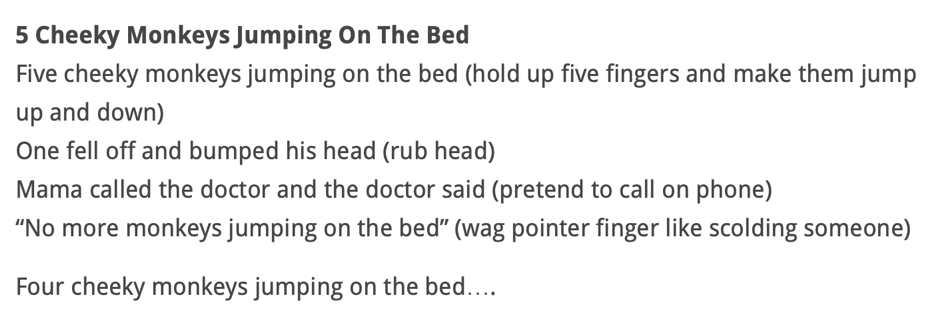 5 Cheeky Monkeys Jumping On The Bed
Five cheeky monkeys jumping on the bed (hold up five fingers and make them jump
up and down)
One fell off and bumped his head (rub head)
Mama called the doctor and the doctor said (pretend to call on phone)
“No more monkeys jumping on the bed” (wag pointer finger like scolding someone)
Four cheeky monkeys jumping on the bed….